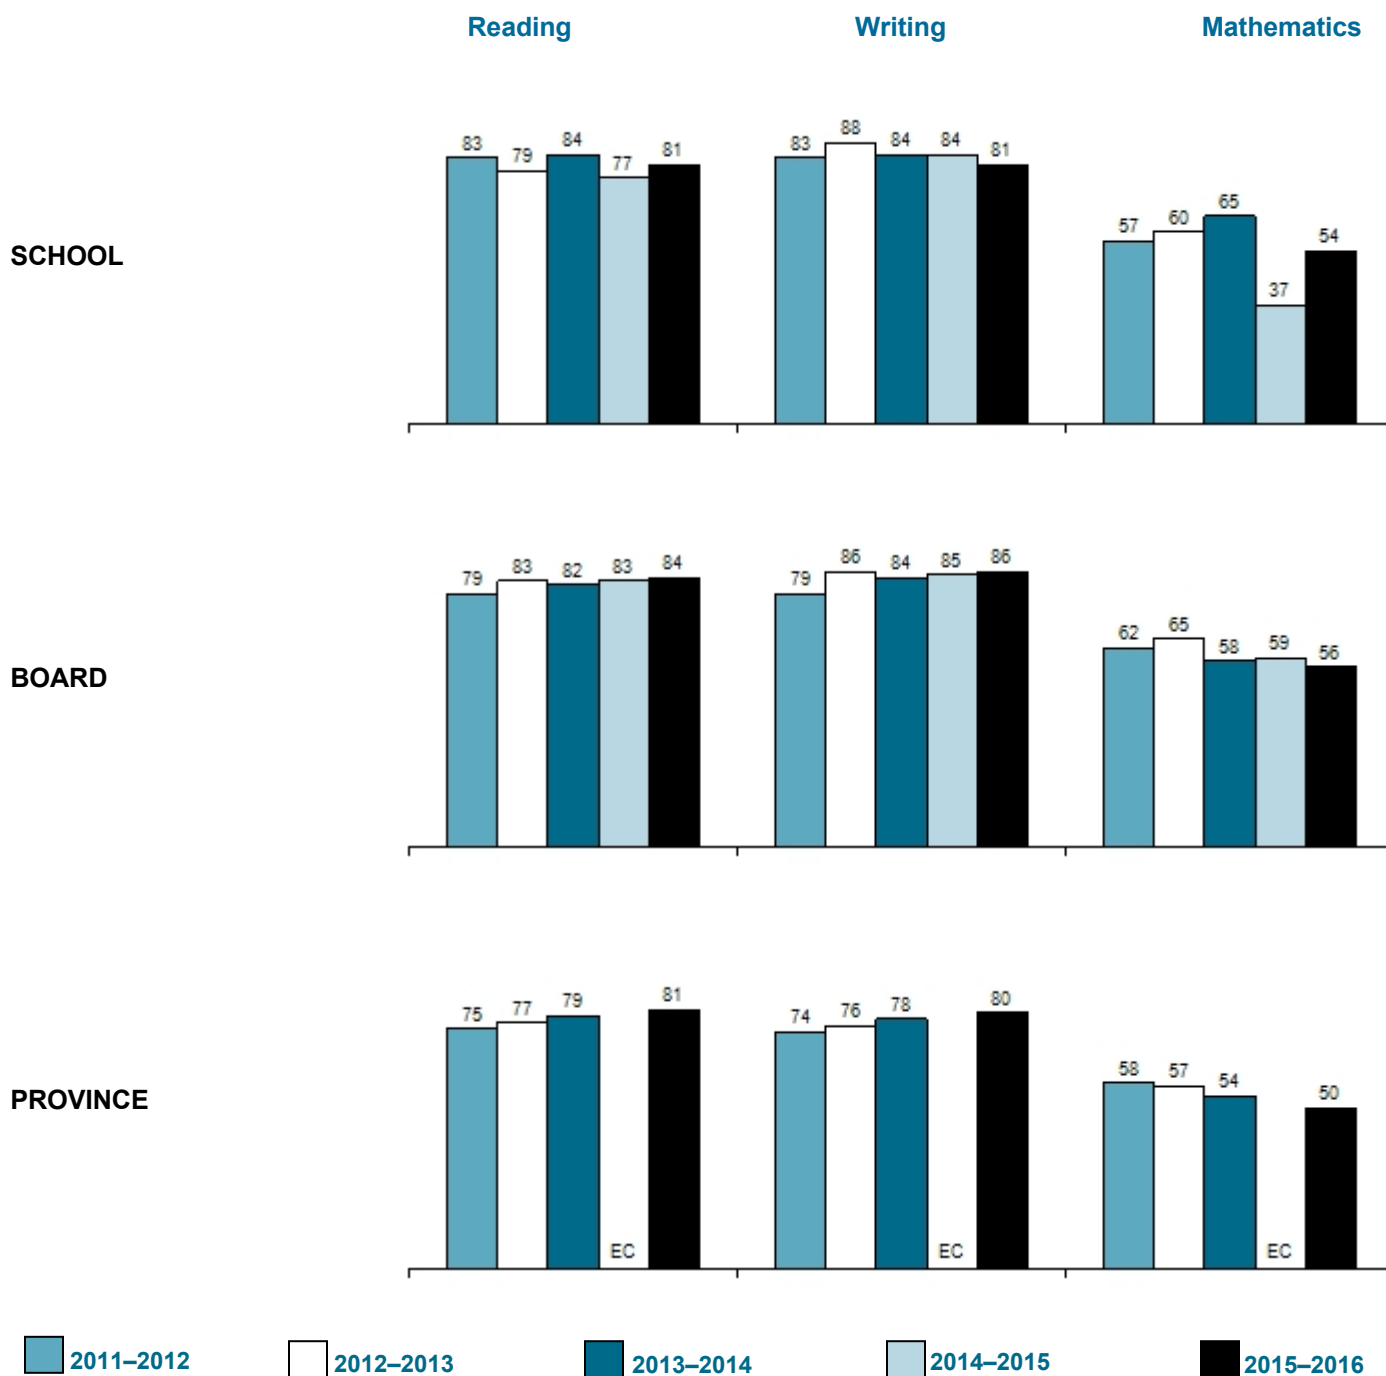 Reading Writing Mathematics
SCHOOL
83 79 84 77 81
83 88 84 84 81
57 60 65 37 54
BOARD
79 83 82 83 84
79 86 84 85 86
62 65 58 59 56
PROVINCE
75 77 79 EC 81
74 76 78 EC 80
58 57 54 EC 50
2011–2012 2012–2013 2013–2014 2014–2015 2015–2016